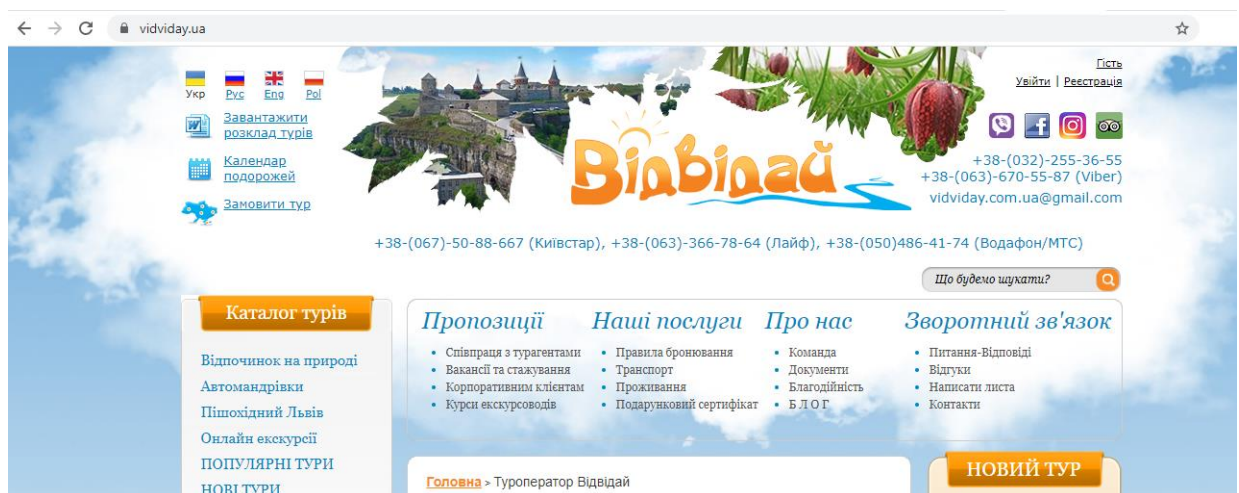 vidviday.ua
Укр Рус Eng Pol
Завантажити
розклад турів
Календар
подорожей
Замовити тур
Відвідай
Гість
Увійти | Реєстрація
+38-(032)-255-36-55
+38-(063)-670-55-87 (Viber)
vidviday.com.ua@gmail.com
+38-(067)-50-88-667 (Київстар), +38-(063)-366-78-64 (Лайф), +38-(050)486-41-74 (Водафон/МТС)
Що будемо шукати?
Каталог турів
Відпочинок на природі
Автомандрівки
Пішохідний Львів
Онлайн екскурсії
ПОПУЛЯРНІ ТУРИ
НОВІ ТУРИ
Пропозиції
Співпраця з турагентами
Вакансії та стажування
Корпоративним клієнтам
Курси екскурсоводів
Наші послуги
Правила бронювання
Транспорт
Проживання
Подарунковий сертифікат
Про нас
Команда
Документи
Благодійність
Б Л О Г
Зворотний зв'язок
Питання-Відповіді
Відгуки
Написати листа
Контакти
Головна » Туроператор Відвідай
НОВИЙ ТУР